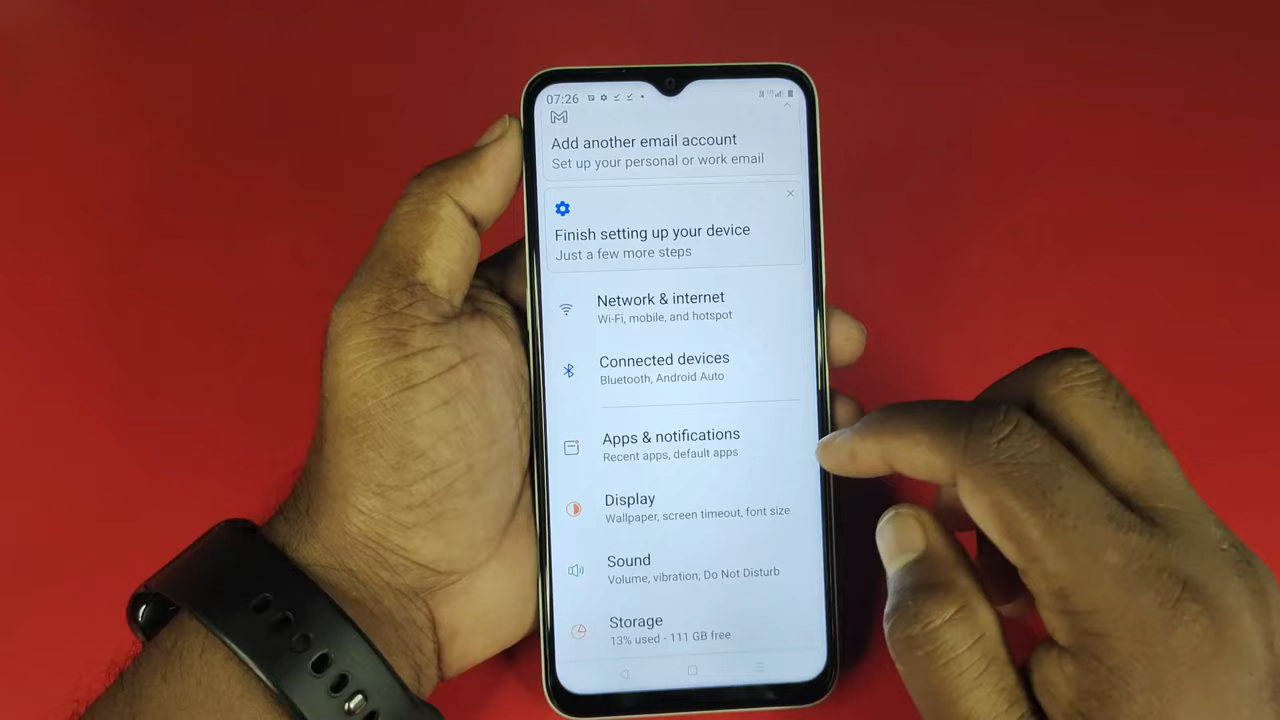 07:26
Add another email account
Set up your personal or work email
Finish setting up your device
Just a few more steps
Network & internet
Wi-Fi, mobile, and hotspot
Connected devices
Bluetooth, Android Auto
Apps & notifications
Recent apps, default apps
Display
Wallpaper, screen timeout, font size
Sound
Volume, vibration, Do Not Disturb
Storage
13% used - 111 GB free